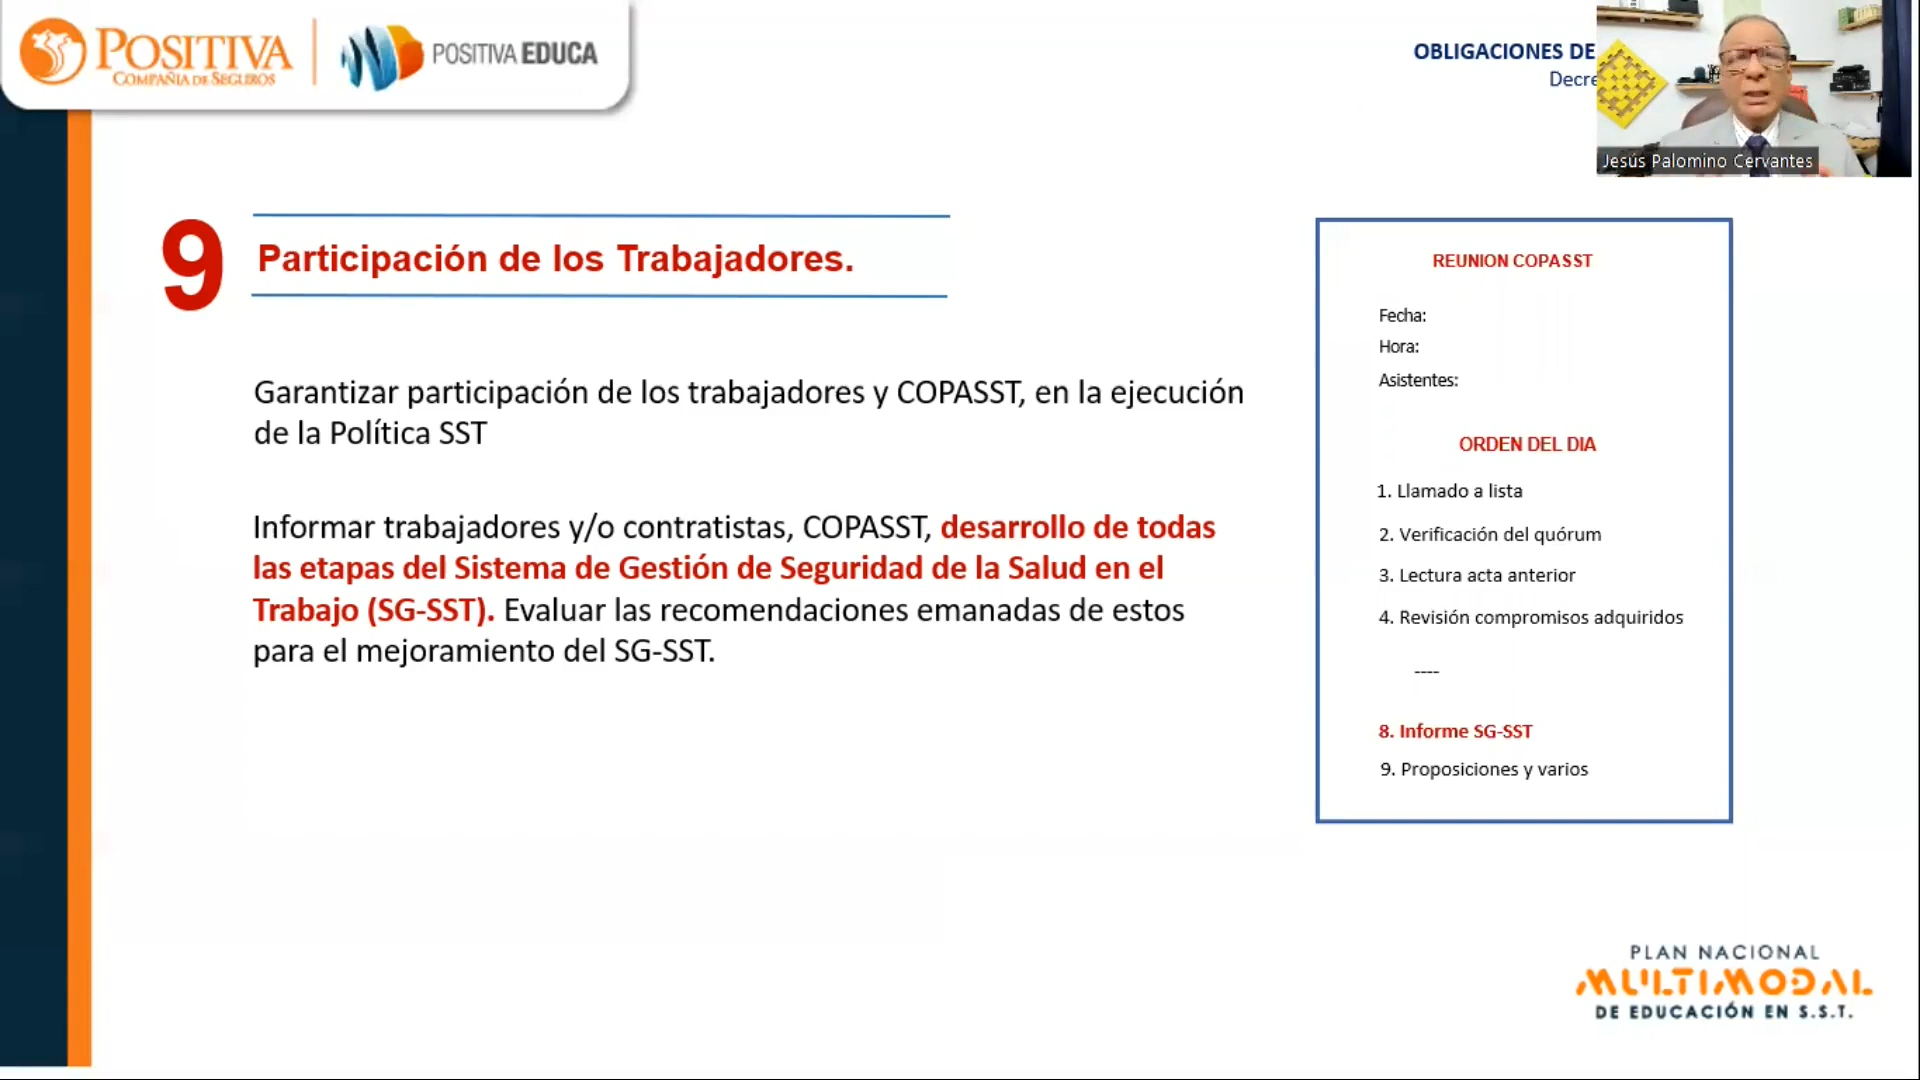 POSITIVA
COMPAÑIA DE SEGUROS
POSITIVA EDUCA
OBLIGACIONES DE
Decre
Jesús Palomino Cervantes
9
Participación de los Trabajadores.
Garantizar participación de los trabajadores y COPASST, en la ejecución
de la Política SST
Informar trabajadores y/o contratistas, COPASST, desarrollo de todas
las etapas del Sistema de Gestión de Seguridad de la Salud en el
Trabajo (SG-SST). Evaluar las recomendaciones emanadas de estos
para el mejoramiento del SG-SST.
REUNION COPASST
Fecha:
Hora:
Asistentes:
ORDEN DEL DIA
1. Llamado a lista
2. Verificación del quórum
3. Lectura acta anterior
4. Revisión compromisos adquiridos
----
8. Informe SG-SST
9. Proposiciones y varios
PLAN NACIONAL
MULTIMODAL
DE EDUCACIÓN EN S.S.T.